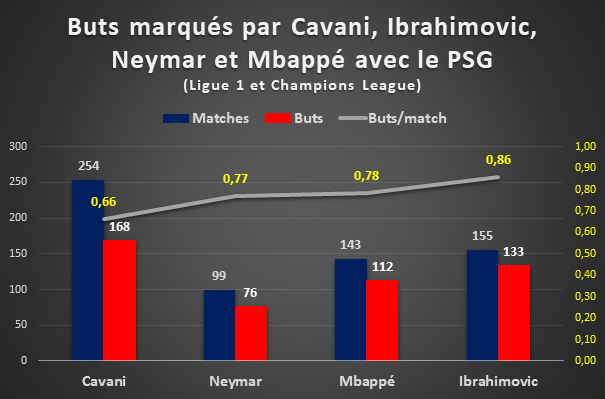 Buts marqués par Cavani, Ibrahimovic,
Neymar et Mbappé avec le PSG
(Ligue 1 et Champions League)
Matches Buts Buts/match
300 1,00
0,90
250 0,80
200 0,70
0,60
150 0,50
100 0,40
0,30
50 0,20
0,10
0 0,00
254 0,66 168
99 0,77 76
143 0,78 112
155 0,86 133
Cavani Neymar Mbappé Ibrahimovic